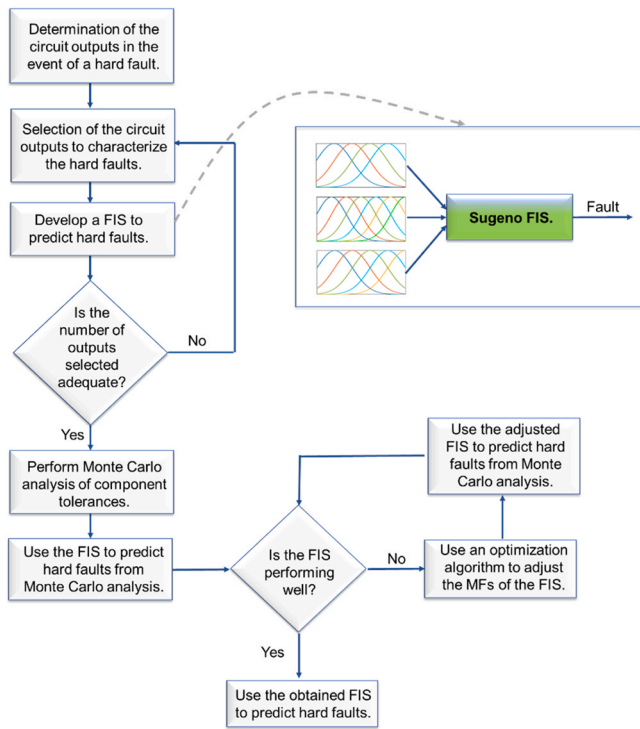 Determination of the
circuit outputs in the
event of a hard fault.
Selection of the circuit
outputs to characterize
the hard faults.
Develop a FIS to
predict hard faults.
Sugeno FIS.
Fault
Is the
number of
outputs
selected
adequate?
No
Yes
Perform Monte Carlo
analysis of component
tolerances.
Use the FIS to predict
hard faults from
Monte Carlo analysis.
Is the FIS
performing
well?
No
Use an optimization
algorithm to adjust
the MFs of the FIS.
Use the adjusted
FIS to predict hard
faults from Monte
Carlo analysis.
Yes
Use the obtained FIS
to predict hard faults.